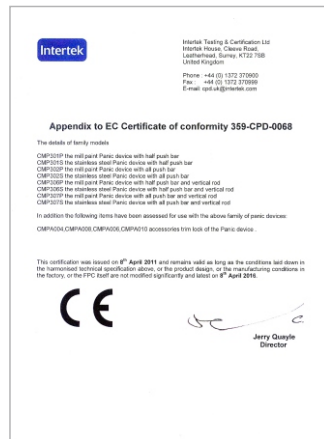 Intertek
Intertek Testing & Certification Ltd
Intertek House, Cleeve Road,
Leatherhead, Surrey, KT22 7SB
United Kingdom
Phone : +44 (0) 1372 370900
Fax : +44 (0) 1372 370999
E-mail: cpd.uk@intertek.com
Appendix to EC Certificate of conformity 359-CPD-0068
The details of family models
CMP301P the mill paint Panic device with half push bar
CMP301S the stainless steel Panic device with half push bar
CMP302P the mill paint Panic device with all push bar
CMP302S the stainless steel Panic device with all push bar
CMP306P the mill paint Panic device with half push bar and vertical rod
CMP306S the stainless steel Panic device with half push bar and vertical rod
CMP307P the mill paint Panic device with all push bar and vertical rod
CMP307S the stainless steel Panic device with all push bar and vertical rod
In addition the following items have been assessed for use with the above family of panic devices:
CMPA004,CMPA008,CMPA006,CMPA010 accessories trim lock of the Panic device .
This certification was issued on 8th April 2011 and remains valid as long as the conditions laid down in
the harmonised technical specification above, or the product design, or the manufacturing conditions in
the factory, or the FPC itself are not modified significantly and latest on 8th April 2016.
CE
Jerry Quayle
Director